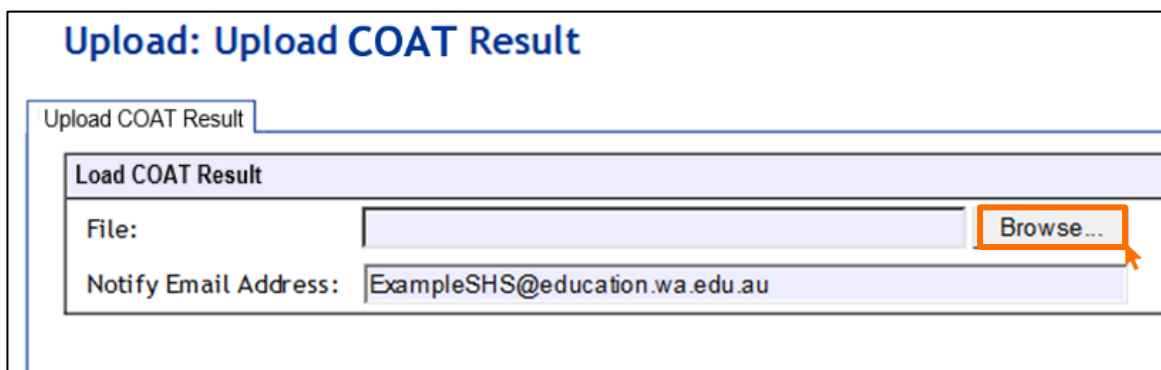 Upload: Upload COAT Result
Upload COAT Result
Load COAT Result
File: Browse...
Notify Email Address: ExampleSHS@education.wa.edu.au